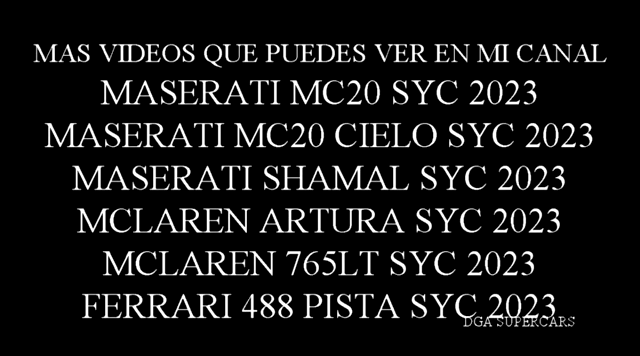 MAS VIDEOS QUE PUEDES VER EN MI CANAL
MASERATI MC20 SYC 2023
MASERATI MC20 CIELO SYC 2023
MASERATI SHAMAL SYC 2023
MCLAREN ARTURA SYC 2023
MCLAREN 765LT SYC 2023
FERRARI 488 PISTA SYC 2023
DGA SUPERCARS